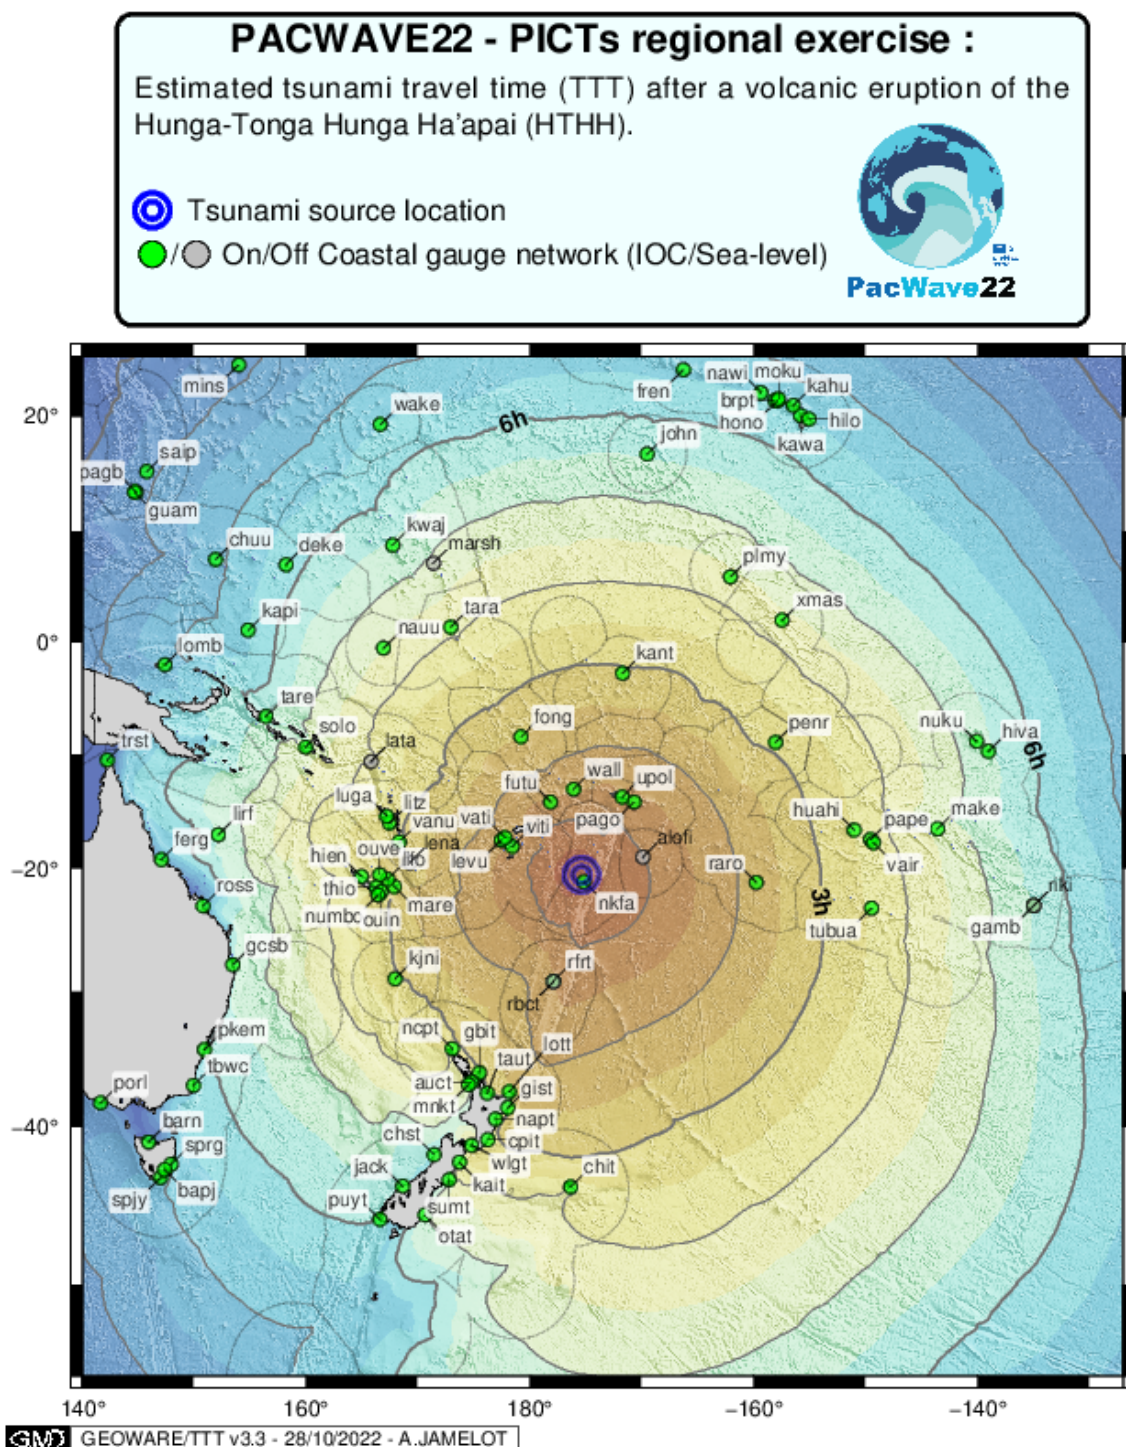 PACWAVE22 - PICTs regional exercise :
Estimated tsunami travel time (TTT) after a volcanic eruption of the
Hunga-Tonga Hunga Ha'apai (HTHH).
Tsunami source location
/ On/Off Coastal gauge network (IOC/Sea-level)
PacWave22
mins
fren
nawi
moku
kahu
brpt
hono
hilo
kawa
wake
6h
john
20°
saip
pagb
guam
chuu
deke
kwaj
marsh
plmy
xmas
kapi
nauu
tara
0°
lomb
kant
tare
solo
fong
penr
nuku
hiva
6h
trst
lata
wall
upol
futu
luga
litz
vanu
vati
viti
pago
huahi
pape
make
lirf
ferg
hien
ouve
lena
levu
alofi
raro
vair
−20°
thio
nkfa
3h
riki
ross
mare
ouin
tubua
gamb
gcsb
kjni
rfrt
rbct
ncpt
gbit
lott
pkem
taut
tbwc
auct
gist
porl
mnkt
napt
−40°
barn
chst
cpit
sprg
wlgt
jack
kait
chit
spjy
bapj
puyt
sumt
otat
140°
160°
180°
−160°
−140°
GMD
GEOWARE/TTT v3.3 - 28/10/2022 - A.JAMELOT